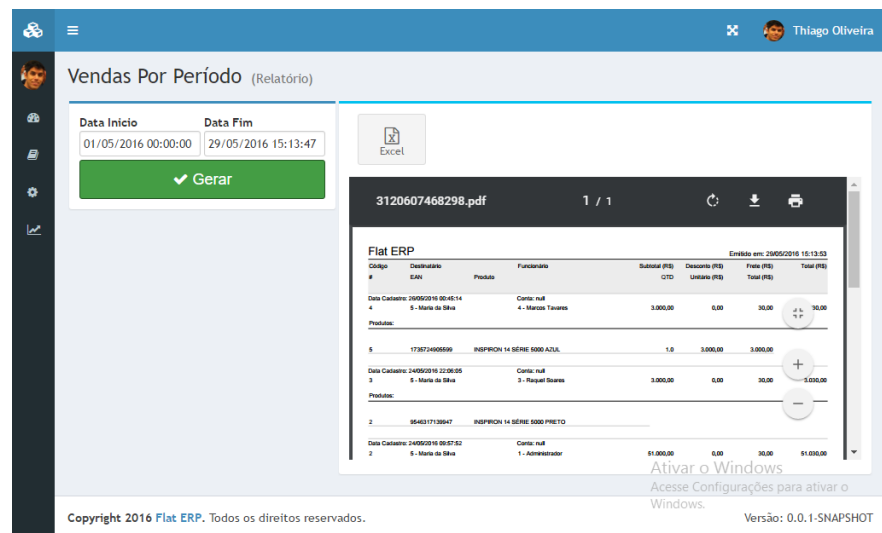 Thiago Oliveira
Vendas Por Período (Relatório)
Data Inicio Data Fim
01/05/2016 00:00:00 29/05/2016 15:13:47
Gerar
Excel
3120607468298.pdf 1 / 1
Flat ERP Emitido em: 29/05/2016 15:13:53
Código Destinatário Funcionário Subtotal (R$) Desconto (R$) Frete (R$) Total (R$)
# EAN Produto QTD Unitário (R$) Total (R$)
Data Cadastro: 26/05/2016 00:45:14 Conta: null
4 5 - Maria da Silva 4 - Marcos Tavares 3.000,00 0,00 30,00 30,00
Produtos:
5 1735724905599 INSPIRON 14 SÉRIE 5000 AZUL 1.0 3.000,00 3.000,00
Data Cadastro: 24/05/2016 22:06:05 Conta: null
3 5 - Maria da Silva 3 - Raquel Soares 3.000,00 0,00 30,00 3.030,00
Produtos:
2 9546317139947 INSPIRON 14 SÉRIE 5000 PRETO
Data Cadastro: 24/05/2016 09:57:52 Conta: null
2 5 - Maria da Silva 1 - Administrador 51.000,00 0,00 30,00 51.030,00
Ativar o Windows
Acesse Configurações para ativar o
Windows.
Copyright 2016 Flat ERP. Todos os direitos reservados. Versão: 0.0.1-SNAPSHOT